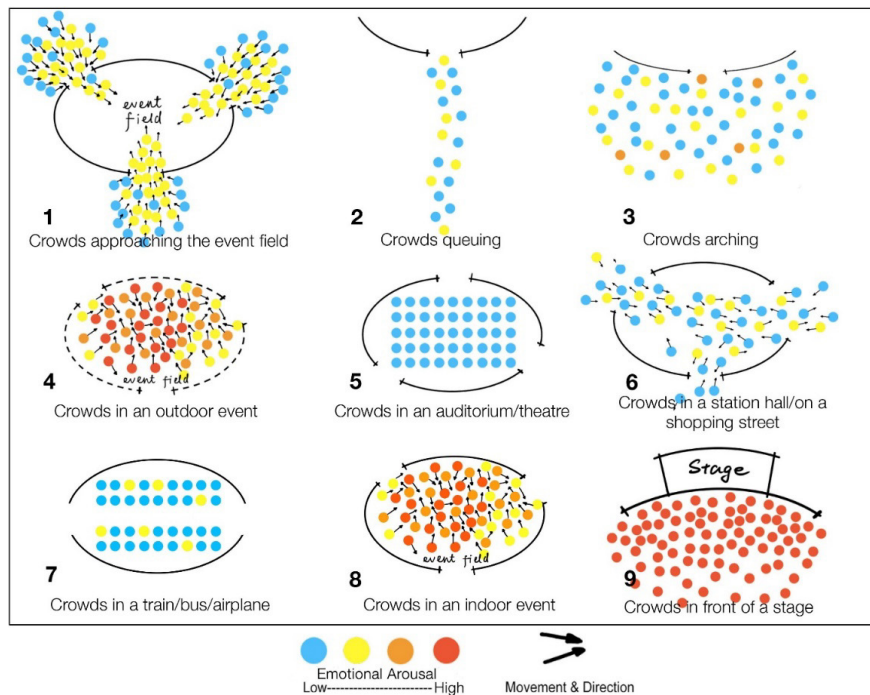 event
field
1
Crowds approaching the event field
2
Crowds queuing
3
Crowds arching
event field
4
Crowds in an outdoor event
5
Crowds in an auditorium/theatre
6
Crowds in a station hall/on a
shopping street
7
Crowds in a train/bus/airplane
event field
8
Crowds in an indoor event
Stage
9
Crowds in front of a stage
Emotional Arousal
Low------------------------High
Movement & Direction